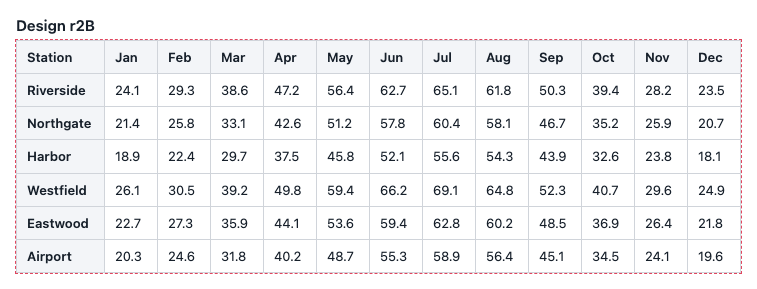 Design r2B
Station Jan Feb Mar Apr May Jun Jul Aug Sep Oct Nov Dec
Riverside 24.1 29.3 38.6 47.2 56.4 62.7 65.1 61.8 50.3 39.4 28.2 23.5
Northgate 21.4 25.8 33.1 42.6 51.2 57.8 60.4 58.1 46.7 35.2 25.9 20.7
Harbor 18.9 22.4 29.7 37.5 45.8 52.1 55.6 54.3 43.9 32.6 23.8 18.1
Westfield 26.1 30.5 39.2 49.8 59.4 66.2 69.1 64.8 52.3 40.7 29.6 24.9
Eastwood 22.7 27.3 35.9 44.1 53.6 59.4 62.8 60.2 48.5 36.9 26.4 21.8
Airport 20.3 24.6 31.8 40.2 48.7 55.3 58.9 56.4 45.1 34.5 24.1 19.6